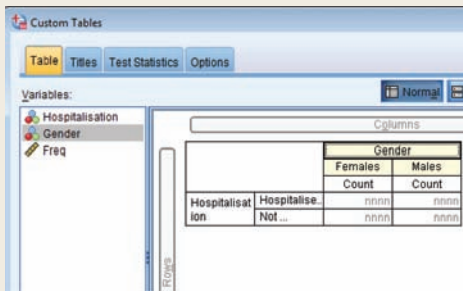 Custom Tables
Table Titles Test Statistics Options
Variables:
Normal
Hospitalisation
Gender
Freq
Columns
Gender
Females Males
Count Count
Hospitalisat
ion
Hospitalise.. nnnn nnnn
Not ... nnnn nnnn
Rows